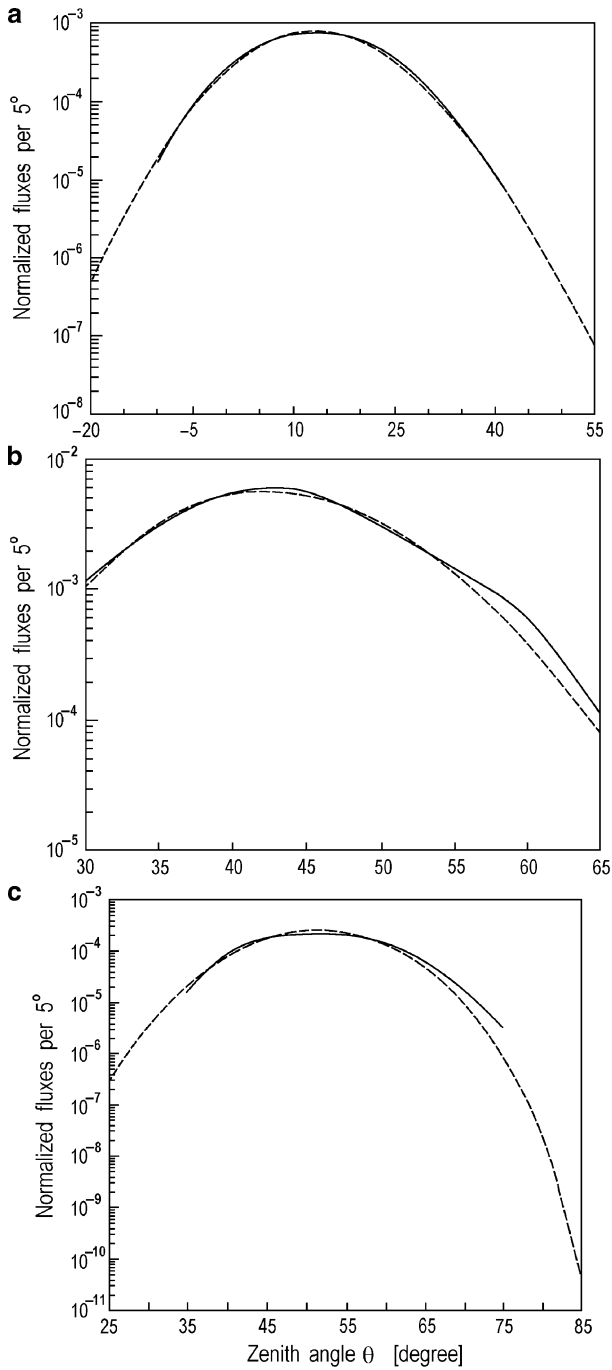 a
10⁻³
10⁻⁴
10⁻⁵
10⁻⁶
10⁻⁷
10⁻⁸
Normalized fluxes per 5°
−20 −5 10 25 40 55
b
10⁻²
10⁻³
10⁻⁴
10⁻⁵
Normalized fluxes per 5°
30 35 40 45 50 55 60 65
c
10⁻³
10⁻⁴
10⁻⁵
10⁻⁶
10⁻⁷
10⁻⁸
10⁻⁹
10⁻¹⁰
10⁻¹¹
Normalized fluxes per 5°
25 35 45 55 65 75 85
Zenith angle θ [degree]